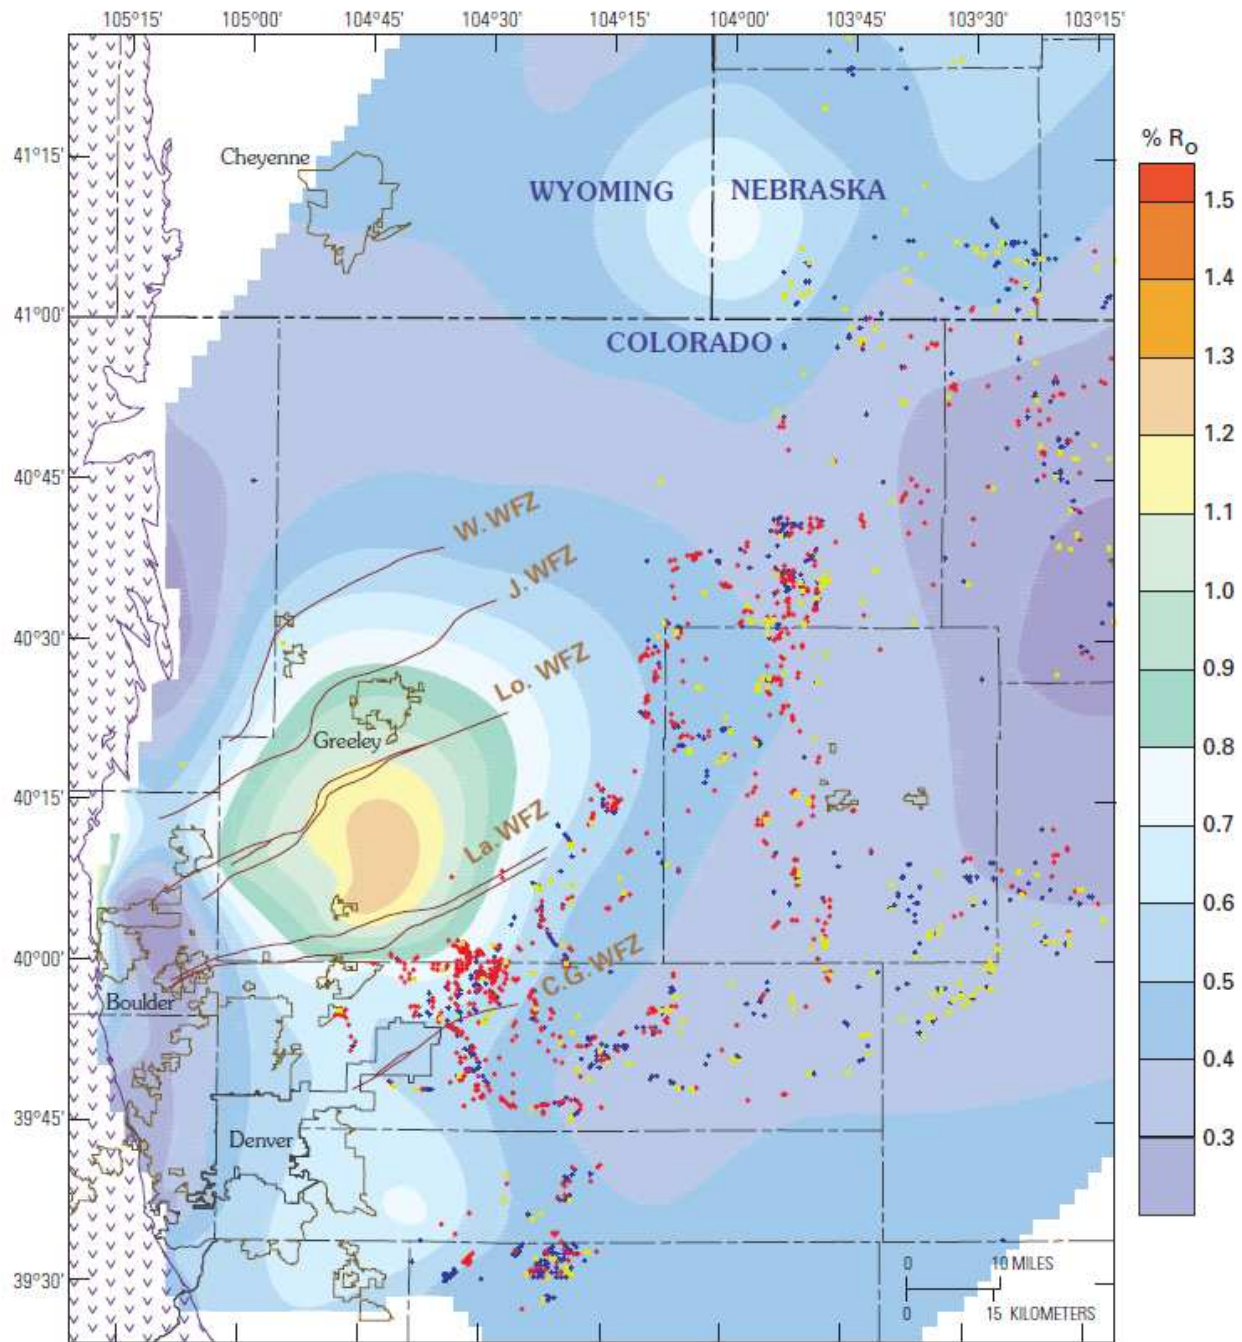 105°15' 105°00' 104°45' 104°30' 104°15' 104°00' 103°45' 103°30' 103°15'
% Ro
41°15'
Cheyenne
WYOMING
NEBRASKA
1.5
1.4
41°00'
COLORADO
1.3
1.2
40°45'
W. WFZ
1.1
J. WFZ
1.0
40°30'
Lo. WFZ
0.9
Greeley
0.8
40°15'
La. WFZ
0.7
0.6
40°00'
C.G. WFZ
Boulder
0.5
0.4
39°45'
Denver
0.3
39°30'
0 10 MILES
0 15 KILOMETERS